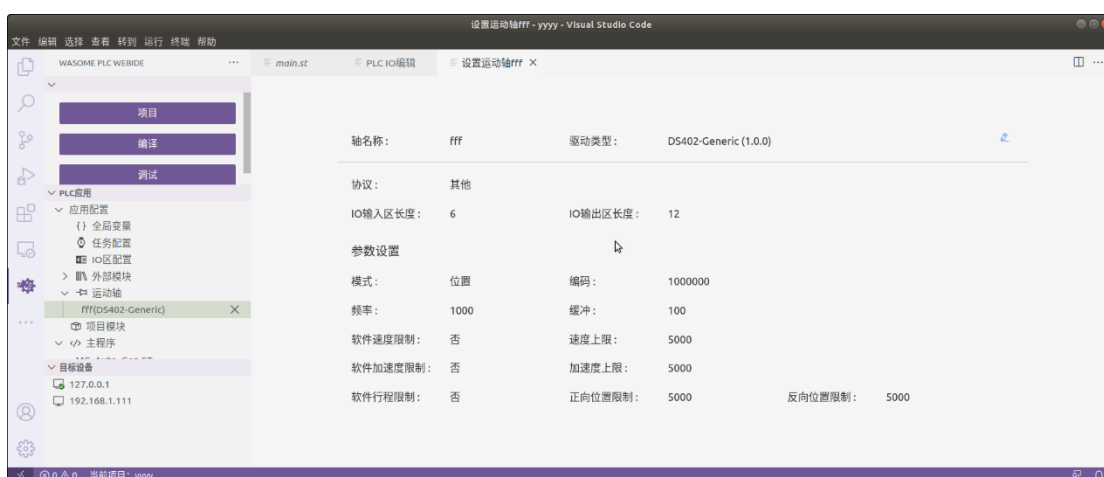 设置运动轴fff - yyyy - Visual Studio Code
文件 编辑 选择 查看 转到 运行 终端 帮助
WASOME PLC WEBIDE ...
main.st PLC IO编辑 设置运动轴fff
项目
编译
调试
PLC应用
应用配置
{} 全局变量
任务配置
IO区配置
外部模块
运动轴
fff(DS402-Generic)
项目模块
主程序
目标设备
127.0.0.1
192.168.1.111
轴名称: fff 驱动类型: DS402-Generic (1.0.0)
协议: 其他
IO输入区长度: 6 IO输出区长度: 12
参数设置
模式: 位置 编码: 1000000
频率: 1000 缓冲: 100
软件速度限制: 否 速度上限: 5000
软件加速度限制: 否 加速度上限: 5000
软件行程限制: 否 正向位置限制: 5000 反向位置限制: 5000
0 0 当前项目: yyyy